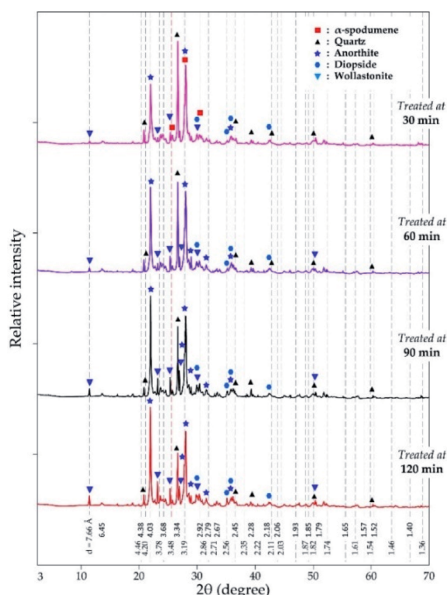 α-spodumene
Quartz
Anorthite
Diopside
Wollastonite
Treated at
30 min
Treated at
60 min
Treated at
90 min
Treated at
120 min
Relative intensity
d = 7.66 Å
6.45
4.46
4.38
4.20
4.03
3.78
3.68
3.48
3.34
3.19
2.92
2.86
2.79
2.71
2.67
2.56
2.45
2.35
2.28
2.22
2.18
2.11
2.06
2.03
1.93
1.87
1.85
1.82
1.79
1.74
1.65
1.61
1.57
1.54
1.52
1.46
1.40
1.36
3 10 20 30 40 50 60 70
2Θ (degree)